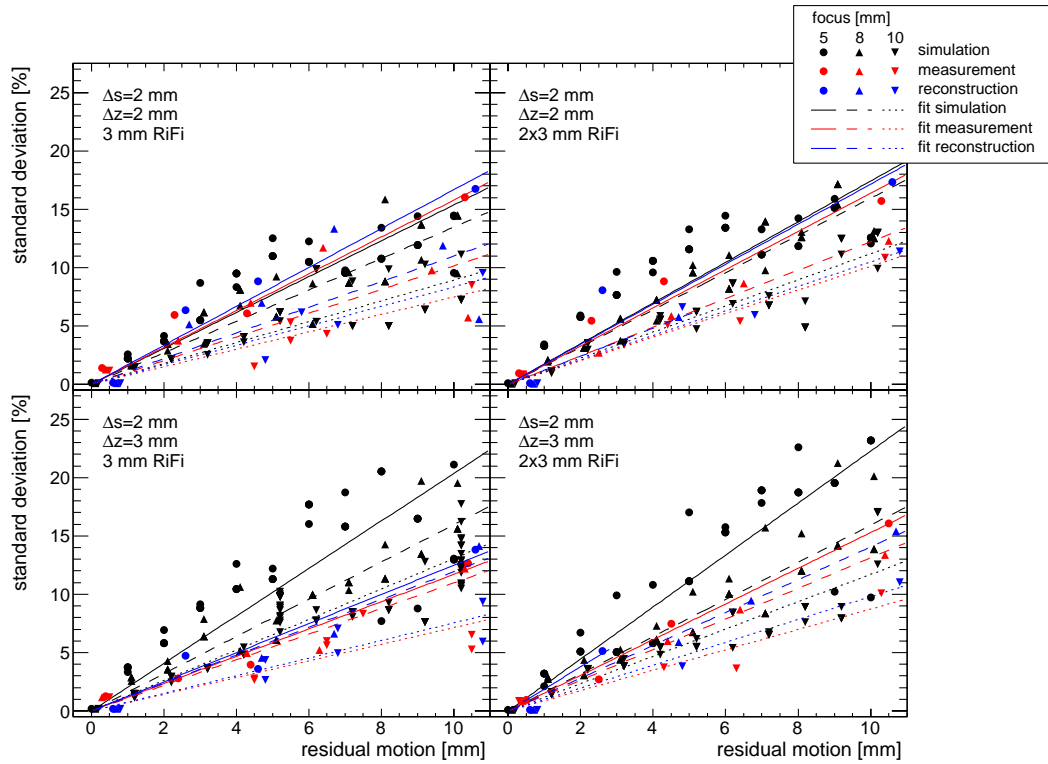 focus [mm]
5 8 10
simulation
measurement
reconstruction
fit simulation
fit measurement
fit reconstruction
standard deviation [%]
25
20
15
10
5
0
Δs=2 mm
Δz=2 mm
3 mm RiFi
Δs=2 mm
Δz=2 mm
2x3 mm RiFi
standard deviation [%]
25
20
15
10
5
0
Δs=2 mm
Δz=3 mm
3 mm RiFi
Δs=2 mm
Δz=3 mm
2x3 mm RiFi
0 2 4 6 8 10 0 2 4 6 8 10
residual motion [mm] residual motion [mm]